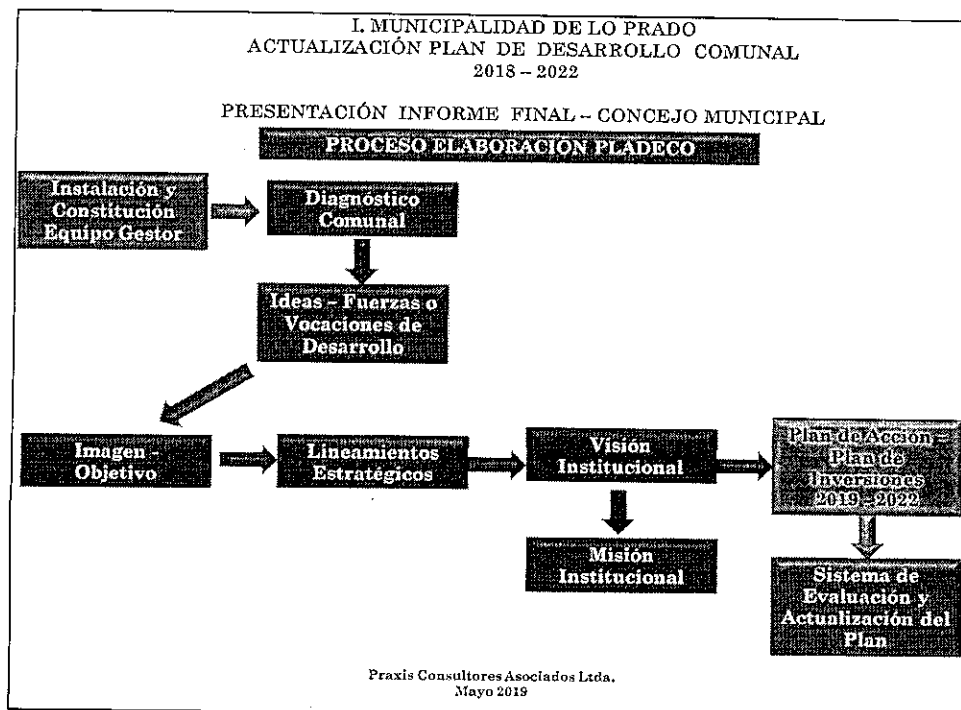 I. MUNICIPALIDAD DE LO PRADO
ACTUALIZACIÓN PLAN DE DESARROLLO COMUNAL
2018 – 2022
PRESENTACIÓN INFORME FINAL – CONCEJO MUNICIPAL
PROCESO ELABORACIÓN PLADECO
Instalación y
Constitución
Equipo Gestor
Diagnóstico
Comunal
Ideas – Fuerzas o
Vocaciones de
Desarrollo
Imagen -
Objetivo
Lineamientos
Estratégicos
Visión
Institucional
Plan de Acción –
Plan de
Inversiones
2019 – 2022
Misión
Institucional
Sistema de
Evaluación y
Actualización del
Plan
Praxis Consultores Asociados Ltda.
Mayo 2019